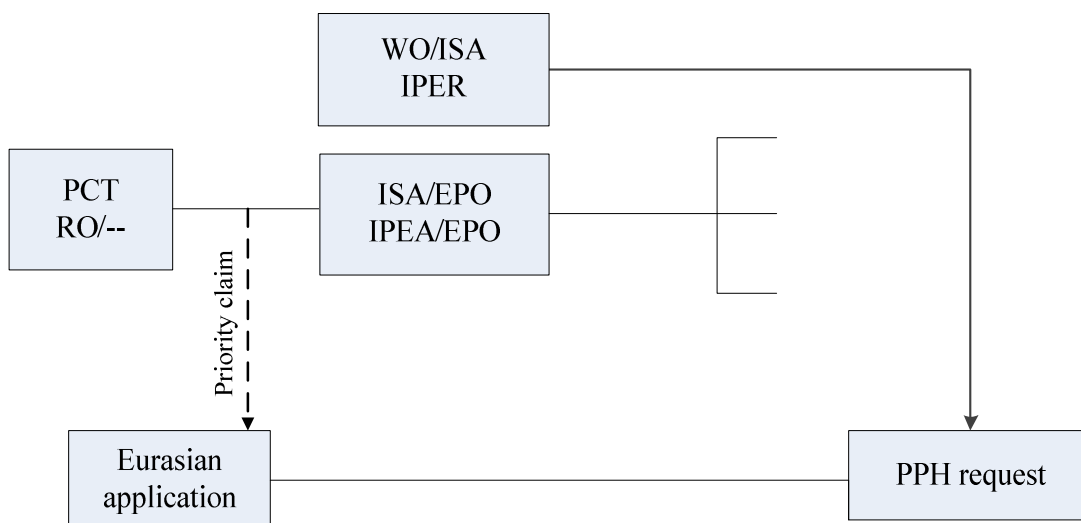 WO/ISA
IPER
PCT
RO/--
ISA/EPO
IPEA/EPO
Priority claim
Eurasian
application
PPH request